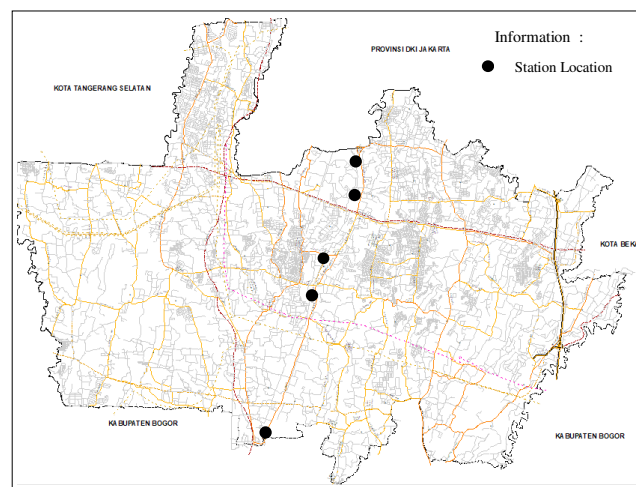 Information :
PROVINSI DKI JAKARTA
Station Location
KOTA TANGERANG SELATAN
KOTA BEKA
KABUPATEN BOGOR
KABUPATEN BOGOR